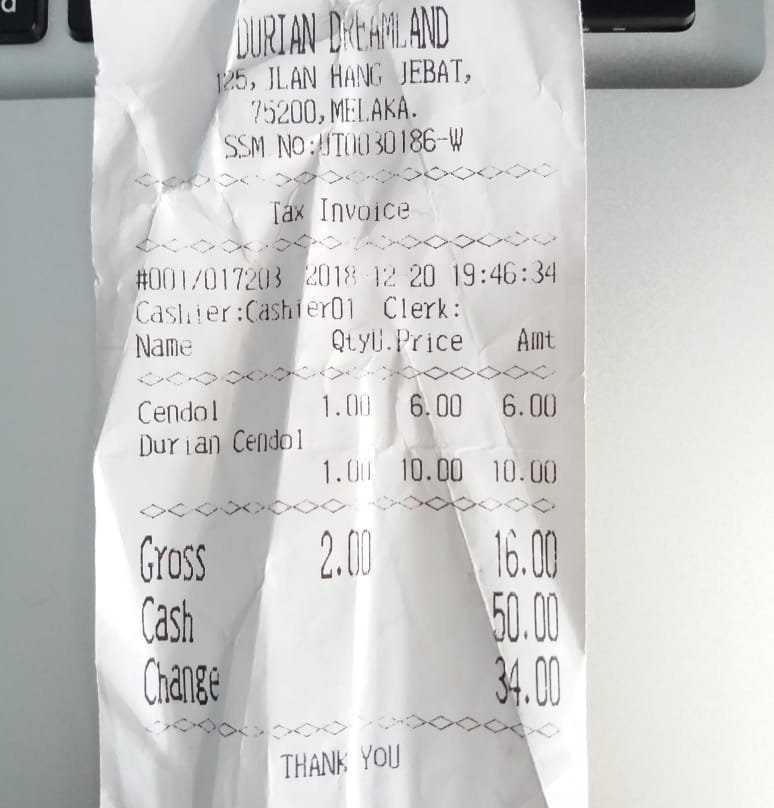 DURIAN DREAMLAND
125, JLAN HANG JEBAT,
75200, MELAKA.
SSM NO:UT0030186-W
Tax Invoice
#001/017203 2018-12-20 19:46:34
Cashier:Cashier01 Clerk:
Name QtyU.Price Amt
Cendol 1.00 6.00 6.00
Durian Cendol
1.00 10.00 10.00
Gross 2.00 16.00
Cash 50.00
Change 34.00
THANK YOU